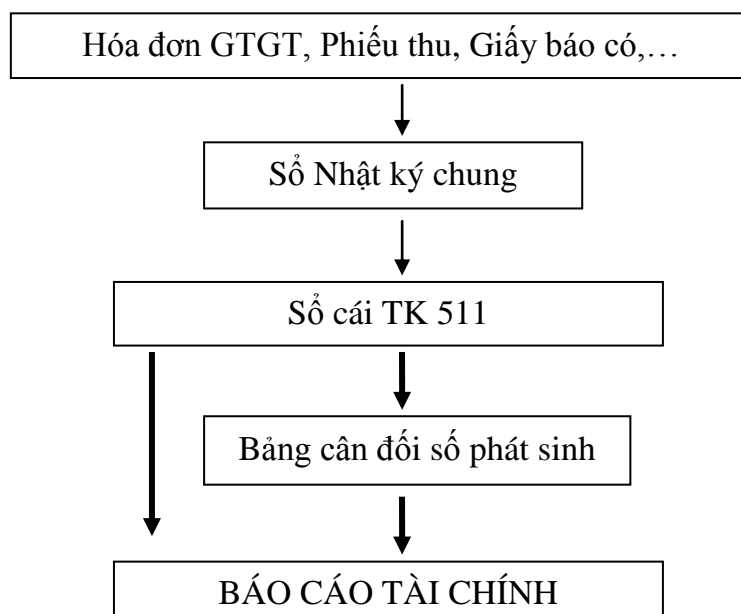 Hóa đơn GTGT, Phiếu thu, Giấy báo có,…
Sổ Nhật ký chung
Sổ cái TK 511
Bảng cân đối số phát sinh
BÁO CÁO TÀI CHÍNH